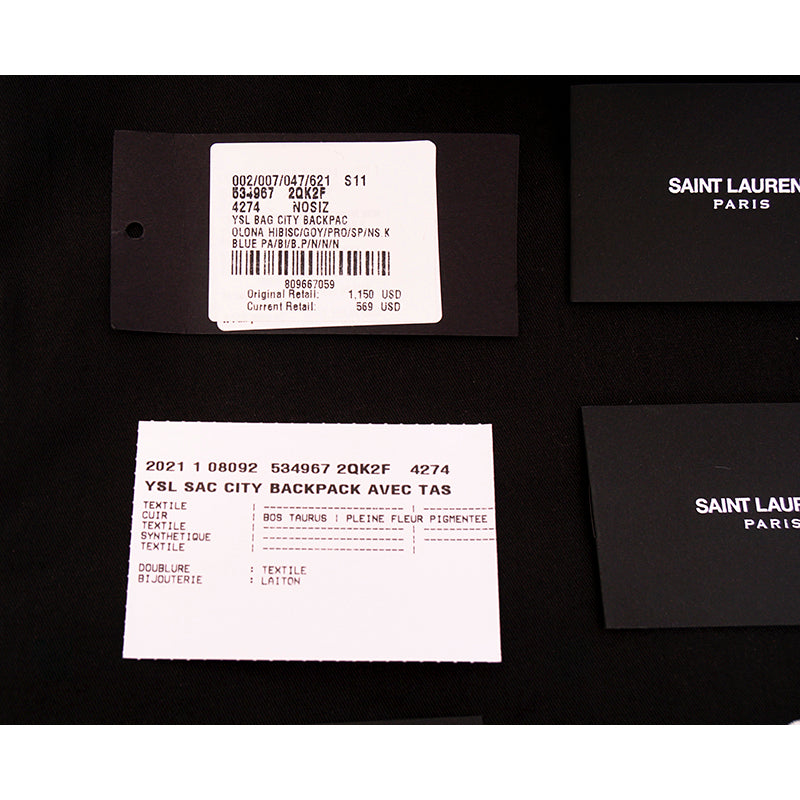 002/007/047/621 S11
534967 2QK2F
4274 NOSIZ
YSL BAG CITY BACKPAC
OLONA HIBISC/GOY/PRO/SP/NS K
BLUE PA/BI/B.P/N/N/N
809667059
Original Retail: 1,150 USD
Current Retail: 569 USD
SAINT LAUREN
PARIS
2021 1 08092 534967 2QK2F 4274
YSL SAC CITY BACKPACK AVEC TAS
TEXTILE
CUIR BOS TAURUS | PLEINE FLEUR PIGMENTEE
TEXTILE
SYNTHETIQUE
TEXTILE
DOUBLURE : TEXTILE
BIJOUTERIE : LAITON
SAINT LAUR
PARIS